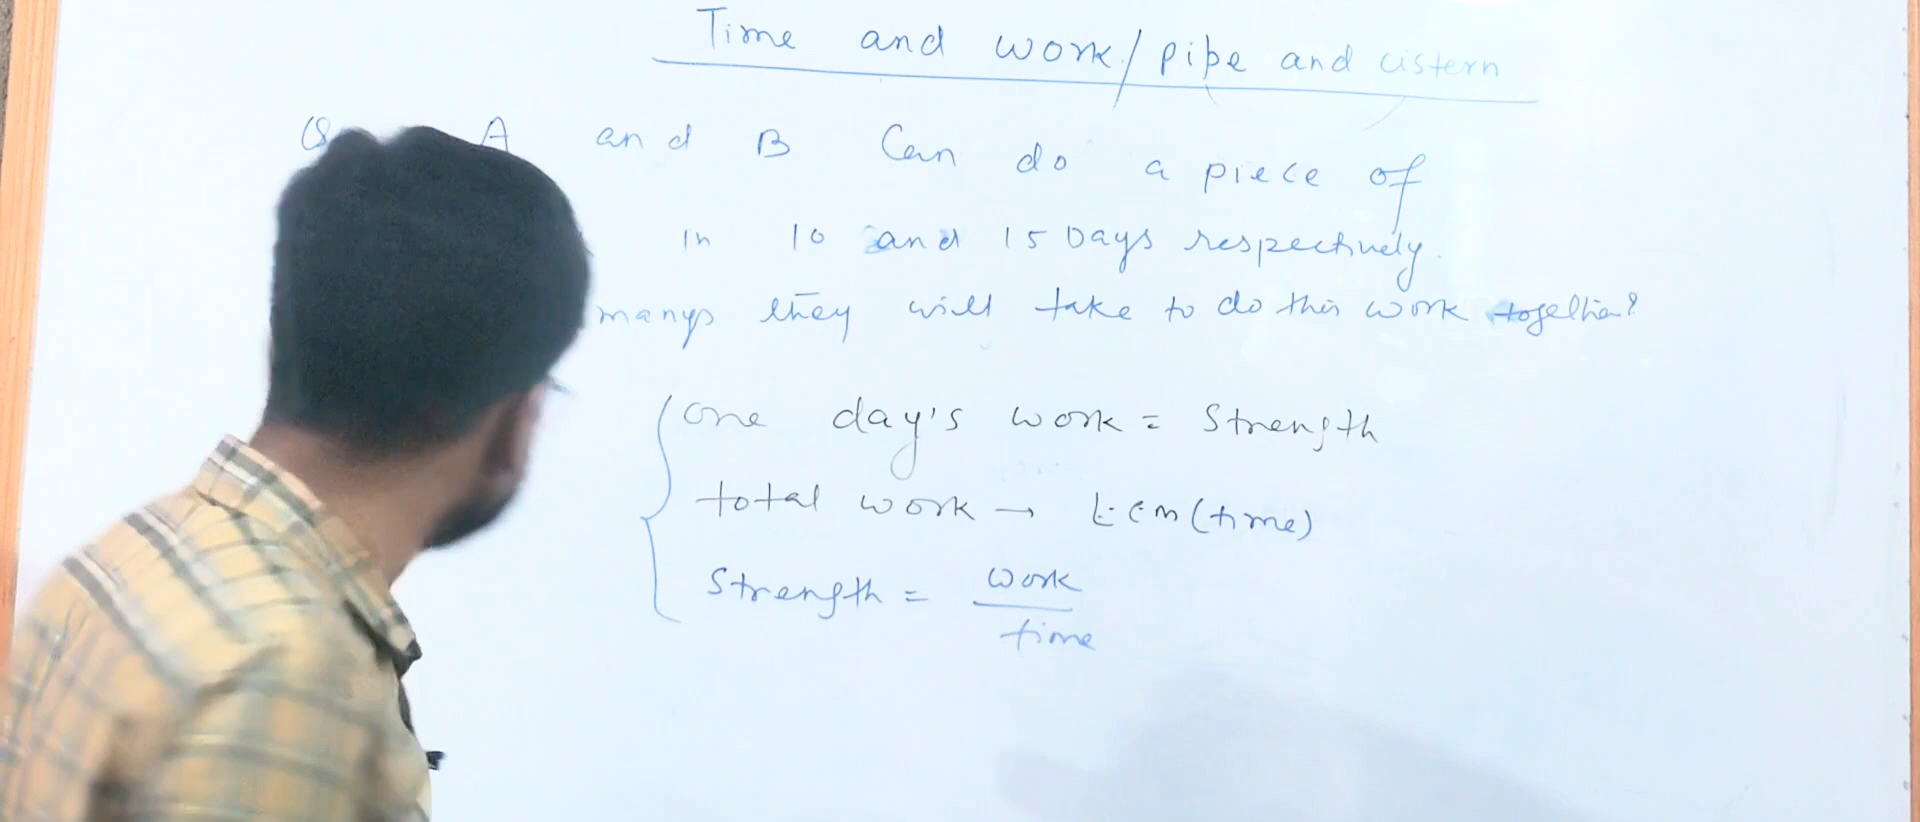 Time and work/pipe and cistern
Q A and B Can do a piece of
in 10 and 15 Days respectively.
manys they will take to do this work together?
one day's work = Strength
total work → L.C.M (time)
Strength = work
time